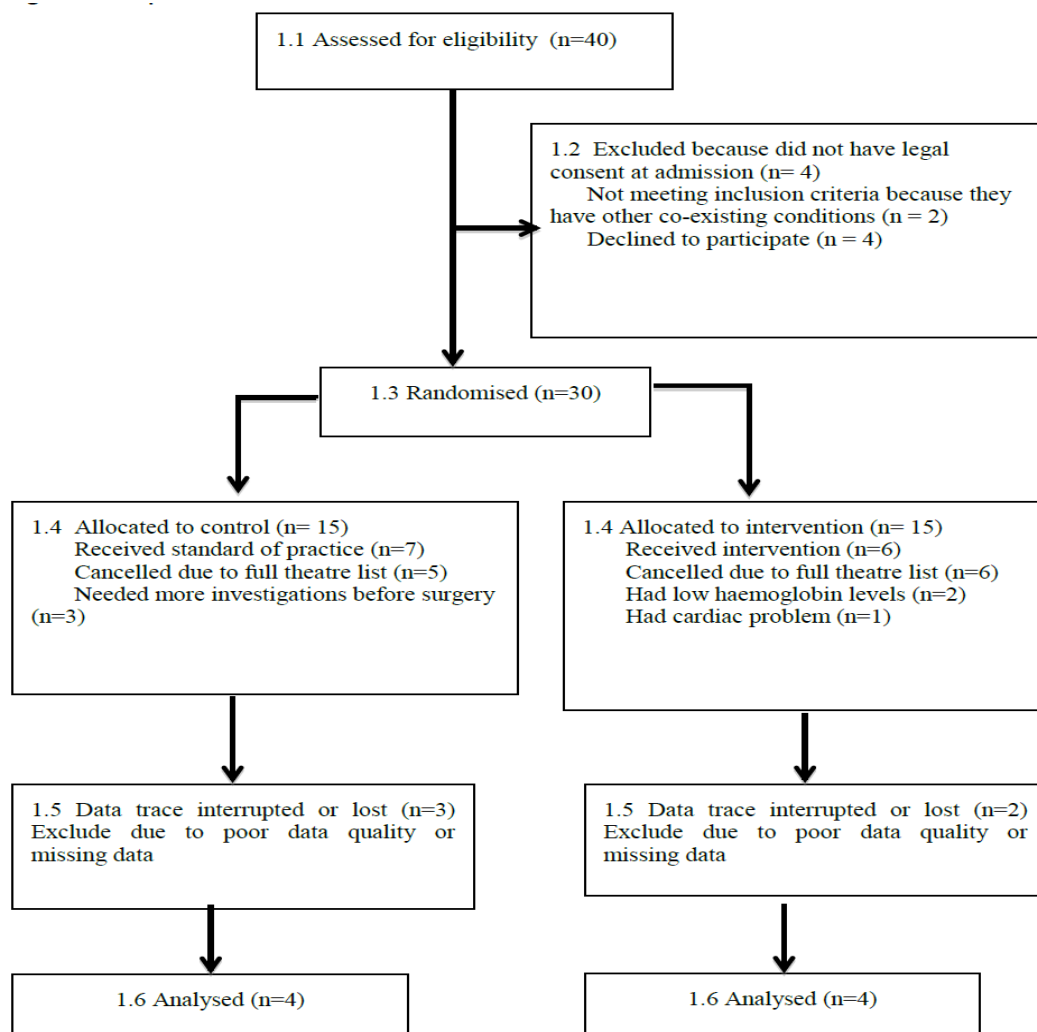 1.1 Assessed for eligibility (n=40)
1.2 Excluded because did not have legal
consent at admission (n= 4)
Not meeting inclusion criteria because they
have other co-existing conditions (n = 2)
Declined to participate (n = 4)
1.3 Randomised (n=30)
1.4 Allocated to control (n= 15)
Received standard of practice (n=7)
Cancelled due to full theatre list (n=5)
Needed more investigations before surgery
(n=3)
1.4 Allocated to intervention (n= 15)
Received intervention (n=6)
Cancelled due to full theatre list (n=6)
Had low haemoglobin levels (n=2)
Had cardiac problem (n=1)
1.5 Data trace interrupted or lost (n=3)
Exclude due to poor data quality or
missing data
1.5 Data trace interrupted or lost (n=2)
Exclude due to poor data quality or
missing data
1.6 Analysed (n=4)
1.6 Analysed (n=4)